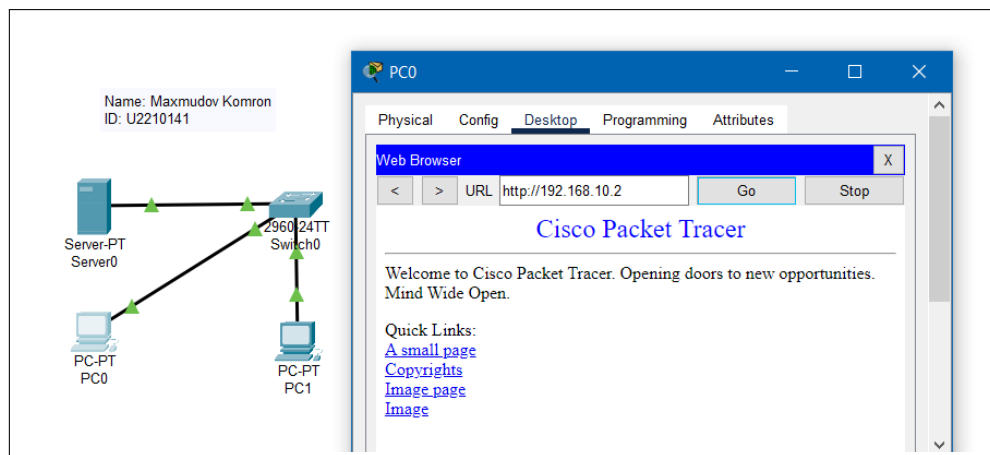 Name: Maxmudov Komron
ID: U2210141
Server-PT
Server0
2960-24TT
Switch0
PC-PT
PC0
PC-PT
PC1
PC0
Physical Config Desktop Programming Attributes
Web Browser X
< > URL http://192.168.10.2 Go Stop
Cisco Packet Tracer
Welcome to Cisco Packet Tracer. Opening doors to new opportunities.
Mind Wide Open.
Quick Links:
A small page
Copyrights
Image page
Image